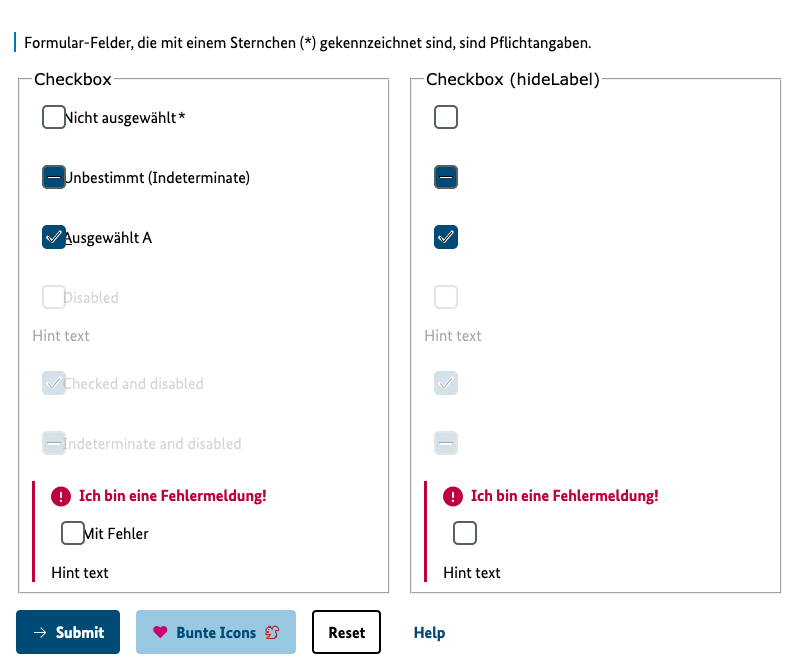 Formular-Felder, die mit einem Sternchen (*) gekennzeichnet sind, sind Pflichtangaben.
Checkbox
Nicht ausgewählt *
Unbestimmt (Indeterminate)
Ausgewählt A
Disabled
Hint text
Checked and disabled
Indeterminate and disabled
Ich bin eine Fehlermeldung!
Mit Fehler
Hint text
Checkbox (hideLabel)
Hint text
Ich bin eine Fehlermeldung!
Hint text
Submit
Bunte Icons
Reset
Help